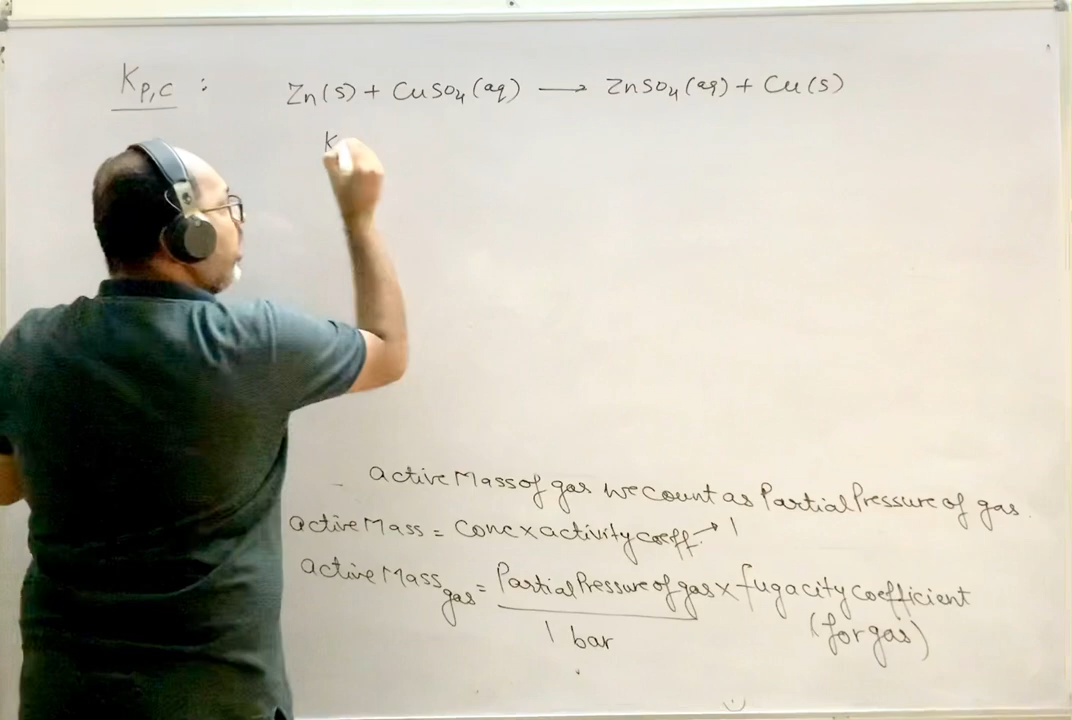 K_P,C : Zn(s) + CuSO₄(aq) ⟶ ZnSO₄(aq) + Cu(s)
K
active Mass of gas we count as Partial Pressure of gas.
active Mass = Conc × activity coeff. → 1
active Mass gas = Partial Pressure of gas × fugacity coefficient
1 bar (for gas)